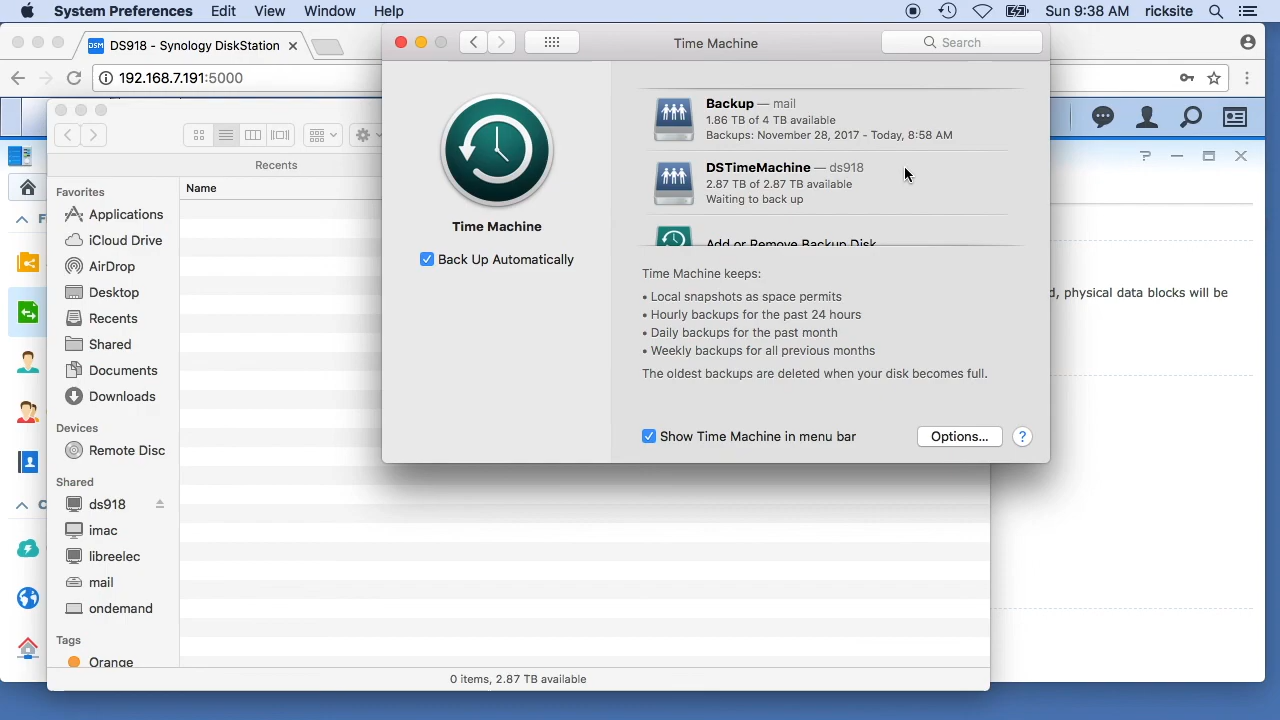 System Preferences Edit View Window Help
Sun 9:38 AM ricksite
DSM DS918 - Synology DiskStation
192.168.7.191:5000
Time Machine
Search
Recents
Name
Favorites
Applications
iCloud Drive
AirDrop
Desktop
Recents
Shared
Documents
Downloads
Devices
Remote Disc
Shared
ds918
imac
libreelec
mail
ondemand
Tags
Orange
0 items, 2.87 TB available
Time Machine
Back Up Automatically
Backup — mail
1.86 TB of 4 TB available
Backups: November 28, 2017 - Today, 8:58 AM
DSTimeMachine — ds918
2.87 TB of 2.87 TB available
Waiting to back up
Add or Remove Backup Disk
Time Machine keeps:
• Local snapshots as space permits
• Hourly backups for the past 24 hours
• Daily backups for the past month
• Weekly backups for all previous months
The oldest backups are deleted when your disk becomes full.
Show Time Machine in menu bar
Options...
?
d, physical data blocks will be